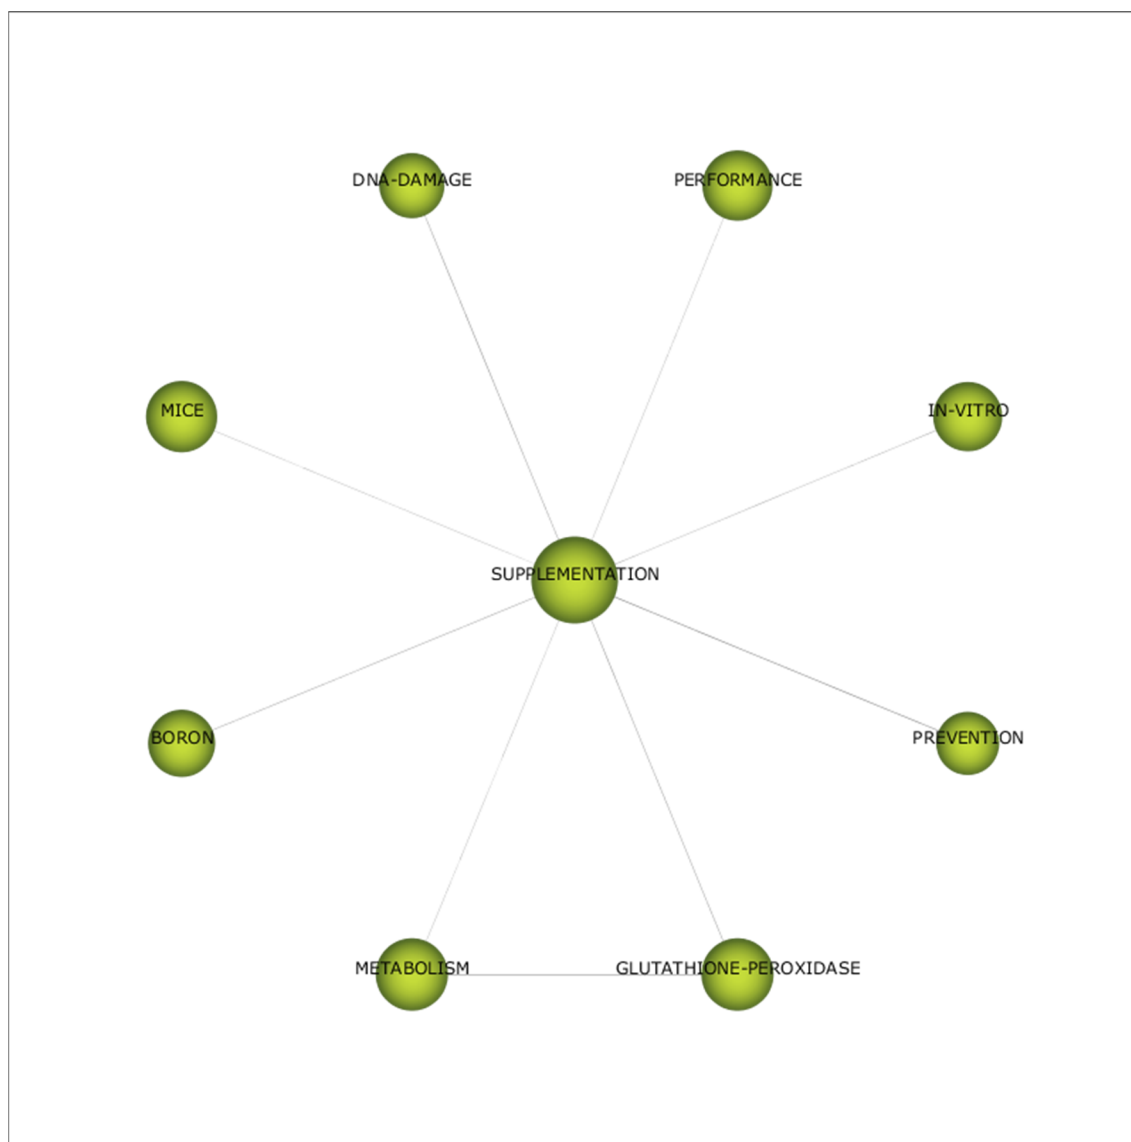 DNA-DAMAGE
PERFORMANCE
MICE
IN-VITRO
SUPPLEMENTATION
BORON
PREVENTION
METABOLISM
GLUTATHIONE-PEROXIDASE